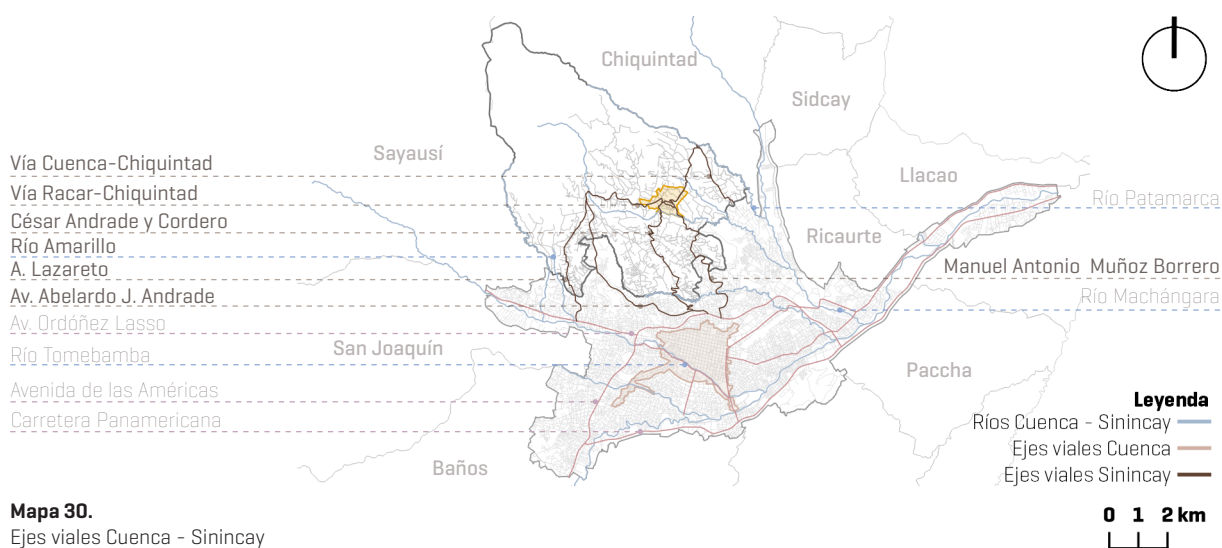 Chiquintad
Sidcay
Sayausí
Llacao
Ricaurte
San Joaquín
Paccha
Baños
Vía Cuenca-Chiquintad
Vía Racar-Chiquintad
César Andrade y Cordero
Río Amarillo
A. Lazareto
Av. Abelardo J. Andrade
Av. Ordóñez Lasso
Río Tomebamba
Avenida de las Américas
Carretera Panamericana
Río Patamarca
Manuel Antonio Muñoz Borrero
Río Machángara
Leyenda
Ríos Cuenca - Sinincay
Ejes viales Cuenca
Ejes viales Sinincay
Mapa 30.
Ejes viales Cuenca - Sinincay
0 1 2 km